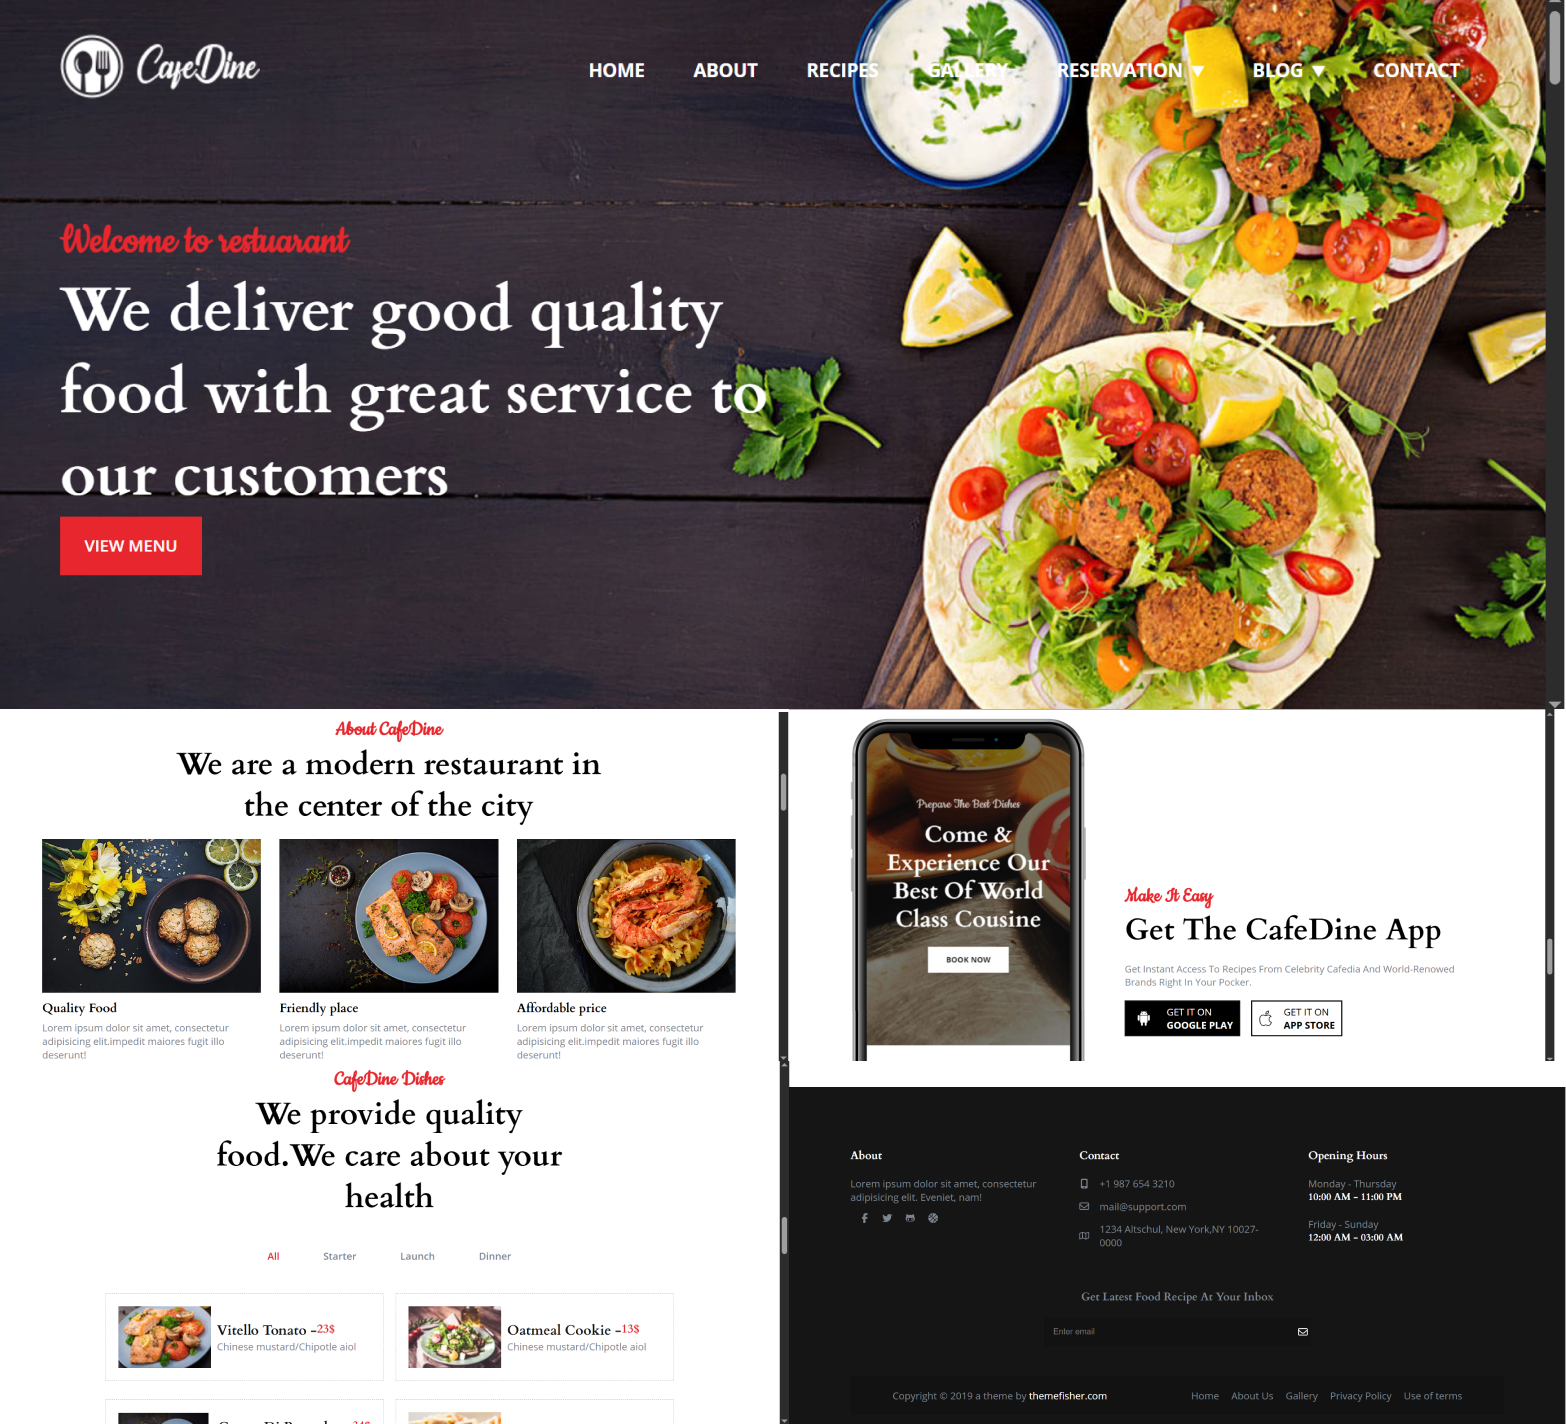 CafeDine
HOME ABOUT RECIPES GALLERY RESERVATION ▼ BLOG ▼ CONTACT
Welcome to restuarant
We deliver good quality
food with great service to
our customers
VIEW MENU
About CafeDine
We are a modern restaurant in
the center of the city
Quality Food
Lorem ipsum dolor sit amet, consectetur
adipisicing elit.impedit maiores fugit illo
deserunt!
Friendly place
Lorem ipsum dolor sit amet, consectetur
adipisicing elit.impedit maiores fugit illo
deserunt!
Affordable price
Lorem ipsum dolor sit amet, consectetur
adipisicing elit.impedit maiores fugit illo
deserunt!
Prepare The Best Dishes
Come &
Experience Our
Best Of World
Class Cousine
BOOK NOW
Make It Easy
Get The CafeDine App
Get Instant Access To Recipes From Celebrity Cafedia And World-Renowed
Brands Right In Your Pocker.
GET IT ON
GOOGLE PLAY
GET IT ON
APP STORE
CafeDine Dishes
We provide quality
food.We care about your
health
All Starter Launch Dinner
Vitello Tonato -23$
Chinese mustard/Chipotle aiol
Oatmeal Cookie -13$
Chinese mustard/Chipotle aiol
About
Lorem ipsum dolor sit amet, consectetur
adipisicing elit. Eveniet, nam!
Contact
+1 987 654 3210
mail@support.com
1234 Altschul, New York,NY 10027-
0000
Opening Hours
Monday - Thursday
10:00 AM - 11:00 PM
Friday - Sunday
12:00 AM - 03:00 AM
Get Latest Food Recipe At Your Inbox
Enter email
Copyright © 2019 a theme by themefisher.com
Home About Us Gallery Privacy Policy Use of terms